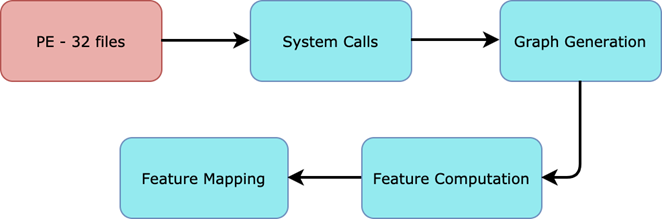 PE - 32 files
System Calls
Graph Generation
Feature Computation
Feature Mapping